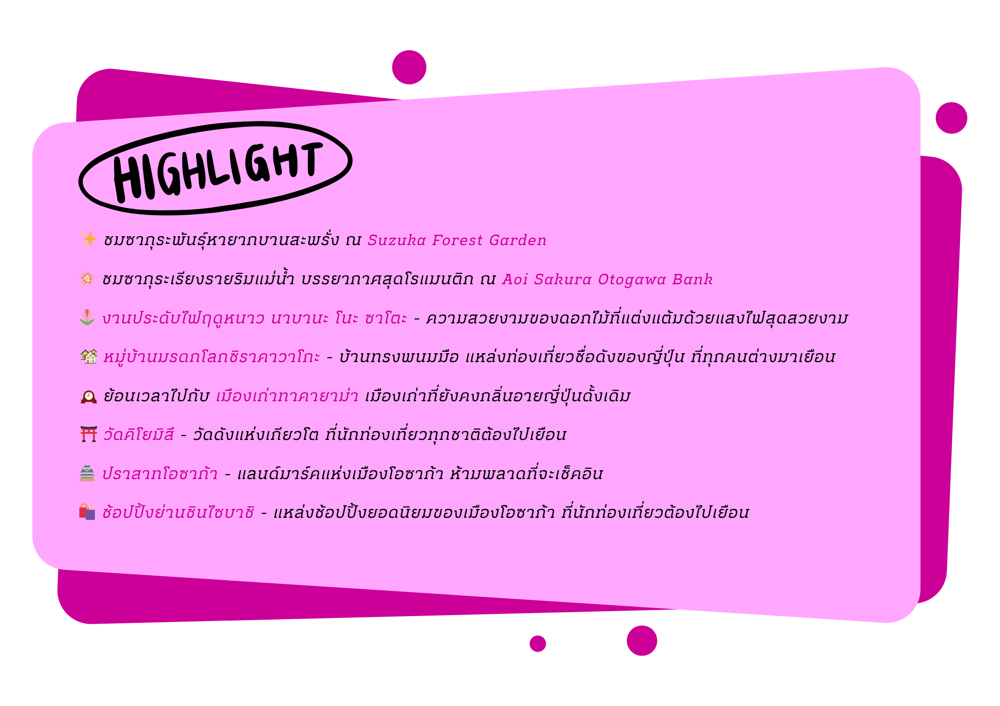 HIGHLIGHT
✨ ชมซากุระพันธุ์หายากบานสะพรั่ง ณ Suzuka Forest Garden
🌸 ชมซากุระเรียงรายริมแม่น้ำ บรรยากาศสุดโรแมนติก ณ Aoi Sakura Otogawa Bank
🌷 งานประดับไฟฤดูหนาว นาบานะ โนะ ซาโตะ - ความสวยงามของดอกไม้ที่แต่งแต้มด้วยแสงไฟสุดสวยงาม
🏘️ หมู่บ้านมรดกโลกชิราคาวาโกะ - บ้านทรงพนมมือ แหล่งท่องเที่ยวชื่อดังของญี่ปุ่น ที่ทุกคนต่างมาเยือน
🕰️ ย้อนเวลาไปกับ เมืองเก่าทาคายาม่า เมืองเก่าที่ยังคงกลิ่นอายญี่ปุ่นดั้งเดิม
⛩️ วัดคิโยมิสึ - วัดดังแห่งเกียวโต ที่นักท่องเที่ยวทุกชาติต้องไปเยือน
🏯 ปราสาทโอซาก้า - แลนด์มาร์คแห่งเมืองโอซาก้า ห้ามพลาดที่จะเช็คอิน
🛍️ ช้อปปิ้งย่านชินไซบาชิ - แหล่งช้อปปิ้งยอดนิยมของเมืองโอซาก้า ที่นักท่องเที่ยวต้องไปเยือน